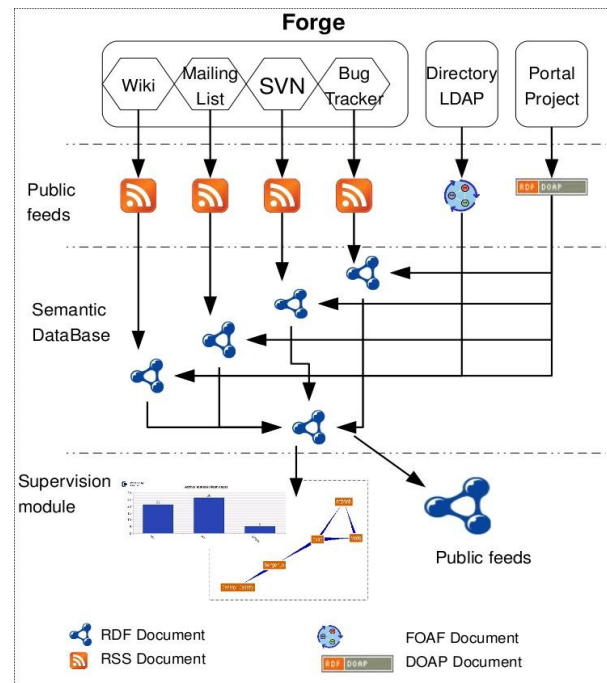 Forge
Wiki
Mailing
List
SVN
Bug
Tracker
Directory
LDAP
Portal
Project
Public
feeds
RDF DOAP
Semantic
DataBase
Supervision
module
Public feeds
RDF Document
FOAF Document
RSS Document
RDF DOAP
DOAP Document